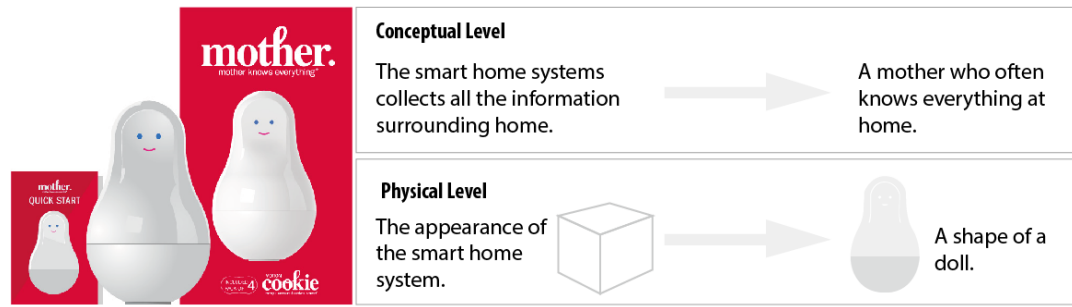 mother.
mother knows everything*
mother.
QUICK START
4
cookie
Conceptual Level
The smart home systems
collects all the information
surrounding home.
A mother who often
knows everything at
home.
Physical Level
The appearance of
the smart home
system.
A shape of a
doll.